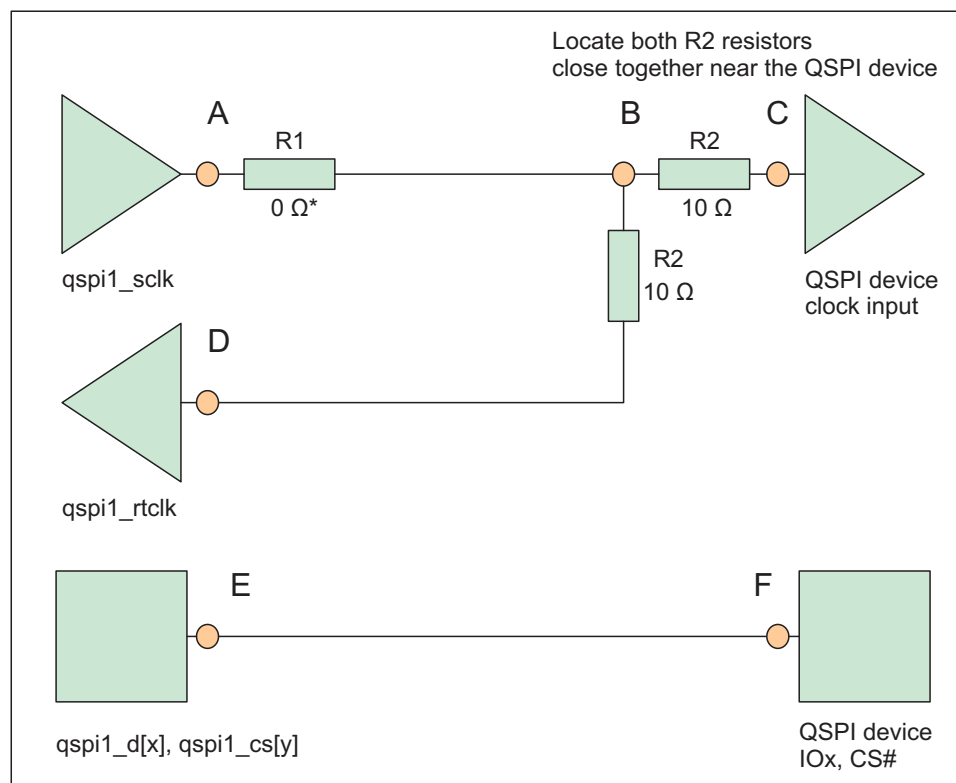 Locate both R2 resistors
close together near the QSPI device
A
B
C
R1
R2
0 Ω*
10 Ω
qspi1_sclk
R2
10 Ω
QSPI device
clock input
D
qspi1_rtclk
E
F
qspi1_d[x], qspi1_cs[y]
QSPI device
IOx, CS#